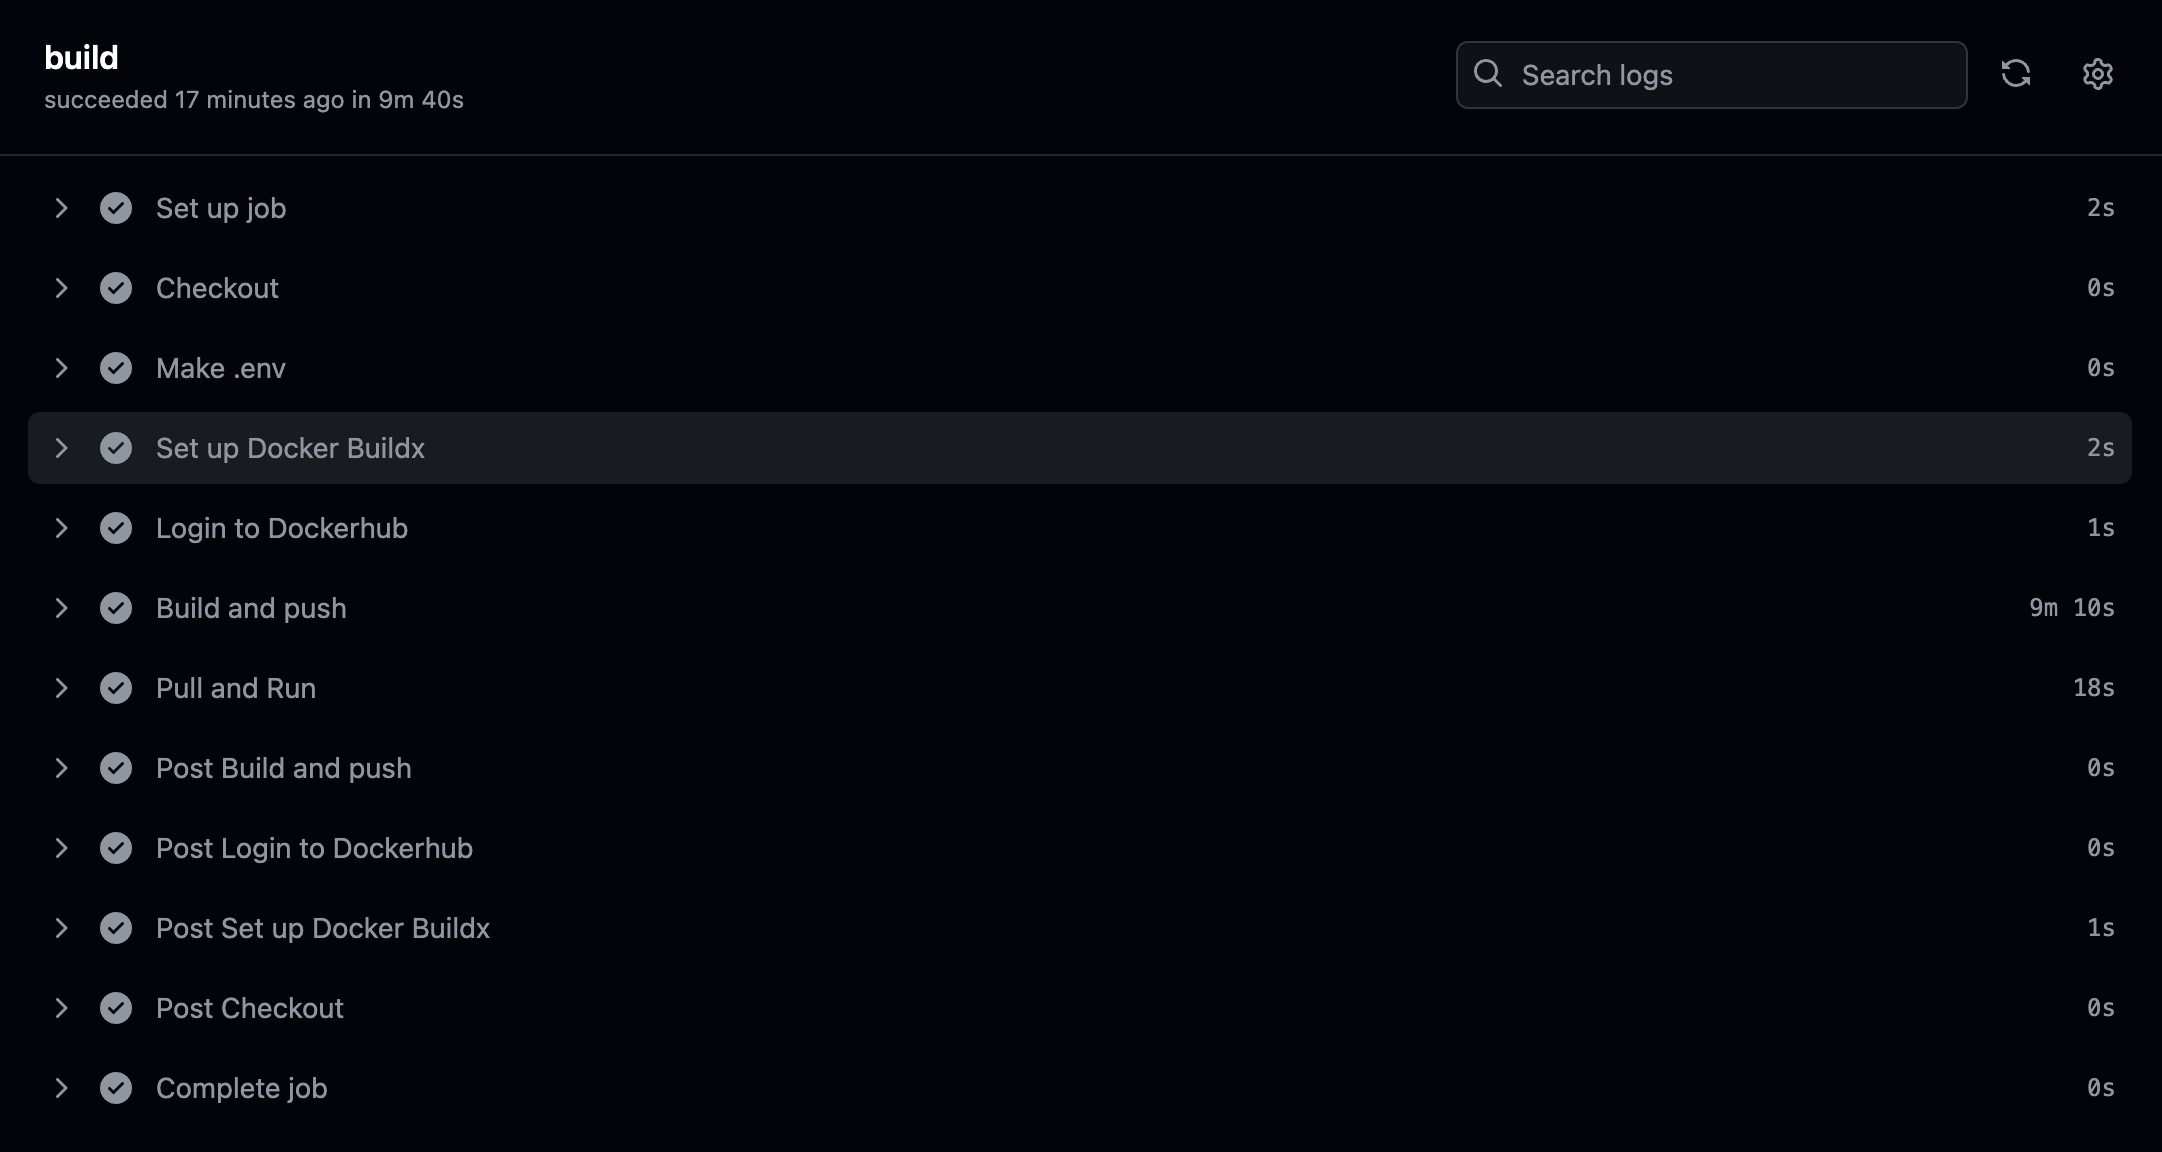 build
succeeded 17 minutes ago in 9m 40s
Search logs
Set up job 2s
Checkout 0s
Make .env 0s
Set up Docker Buildx 2s
Login to Dockerhub 1s
Build and push 9m 10s
Pull and Run 18s
Post Build and push 0s
Post Login to Dockerhub 0s
Post Set up Docker Buildx 1s
Post Checkout 0s
Complete job 0s